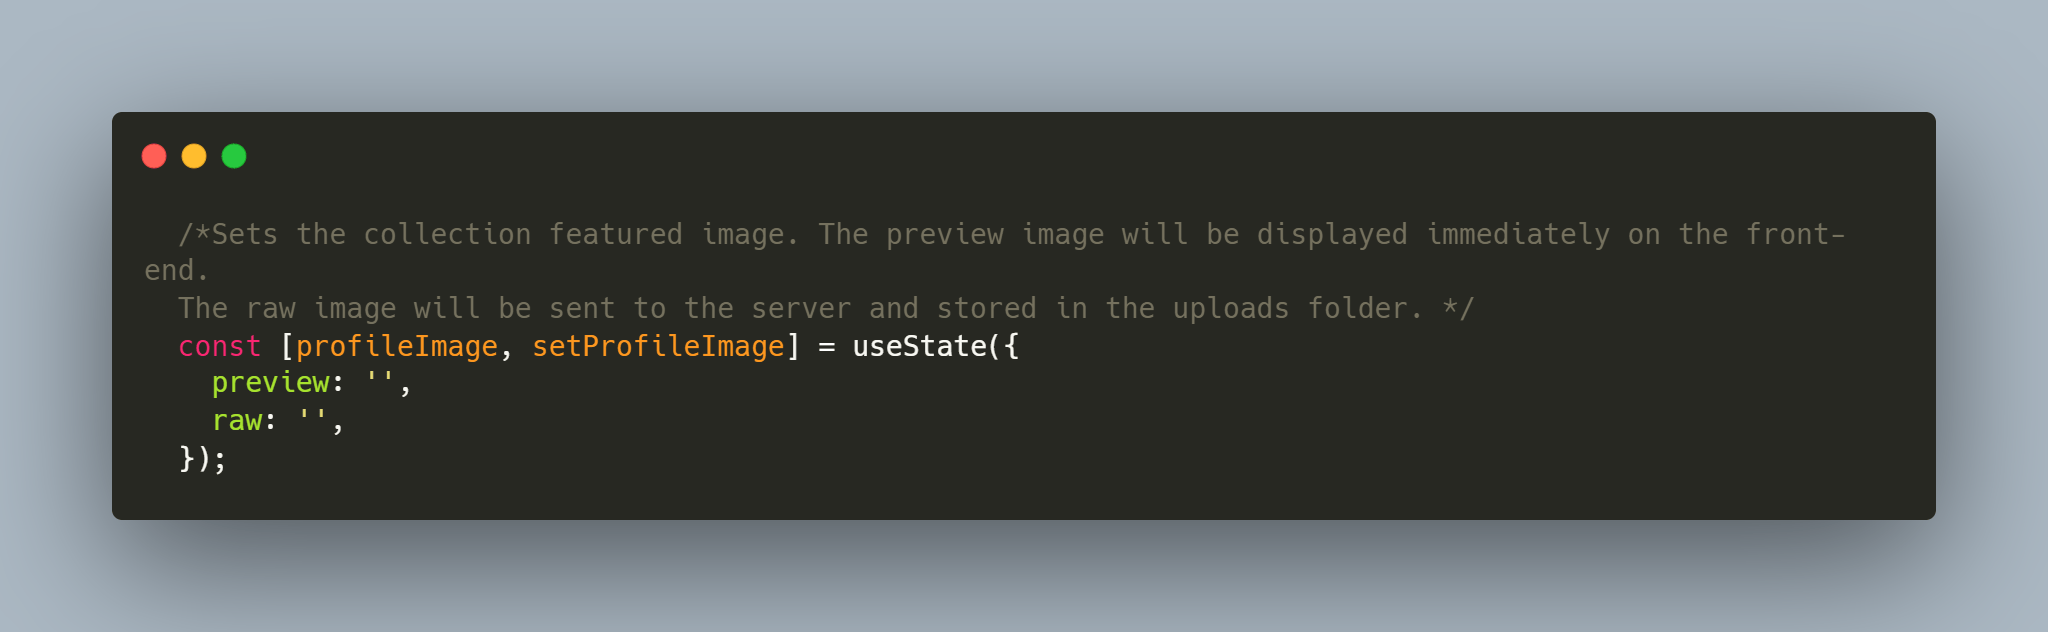 /*Sets the collection featured image. The preview image will be displayed immediately on the front-
end.
The raw image will be sent to the server and stored in the uploads folder. */
const [profileImage, setProfileImage] = useState({
preview: '',
raw: '',
});